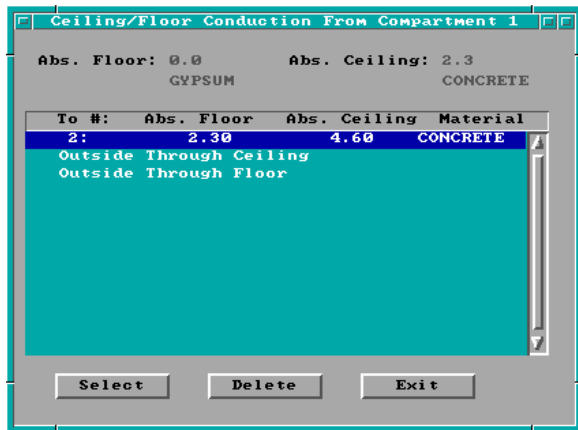 Ceiling/Floor Conduction From Compartment 1
Abs. Floor: 0.0 Abs. Ceiling: 2.3
GYPSUM CONCRETE
To #: Abs. Floor Abs. Ceiling Material
2: 2.30 4.60 CONCRETE
Outside Through Ceiling
Outside Through Floor
Select Delete Exit